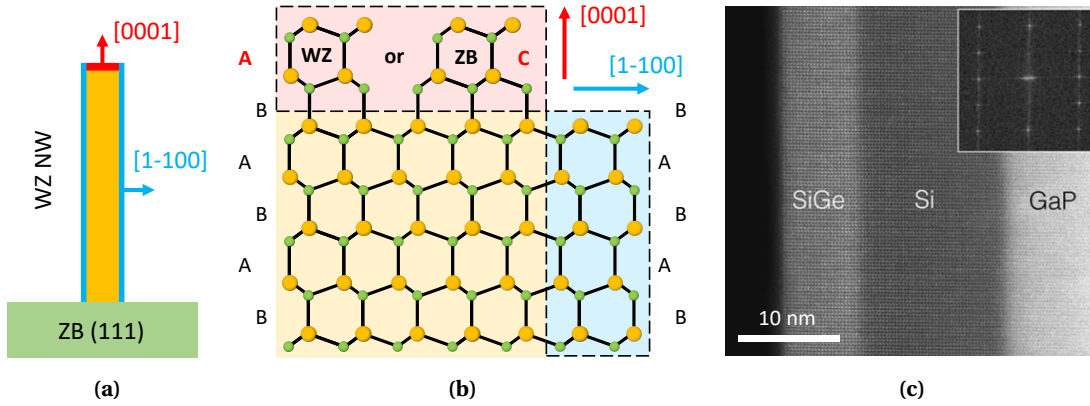 [0001]
[1-100]
WZ NW
ZB (111)
(a)
A
WZ
or
ZB
C
[0001]
[1-100]
B
B
A
A
B
B
A
A
B
B
(b)
SiGe
Si
GaP
10 nm
(c)